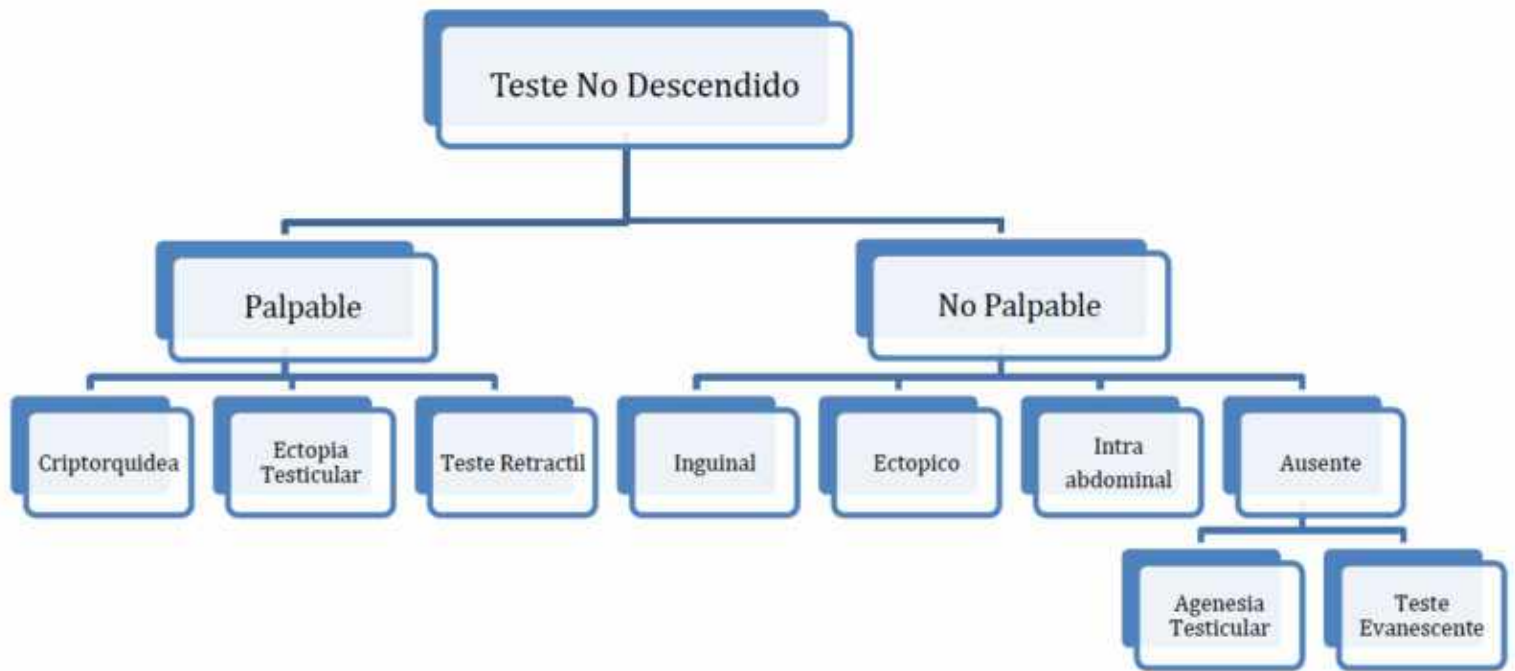 Teste No Descendido
Palpable
No Palpable
Criptorquidea
Ectopia
Testicular
Teste Retractil
Inguinal
Ectopico
Intra
abdominal
Ausente
Agenesia
Testicular
Teste
Evanescente